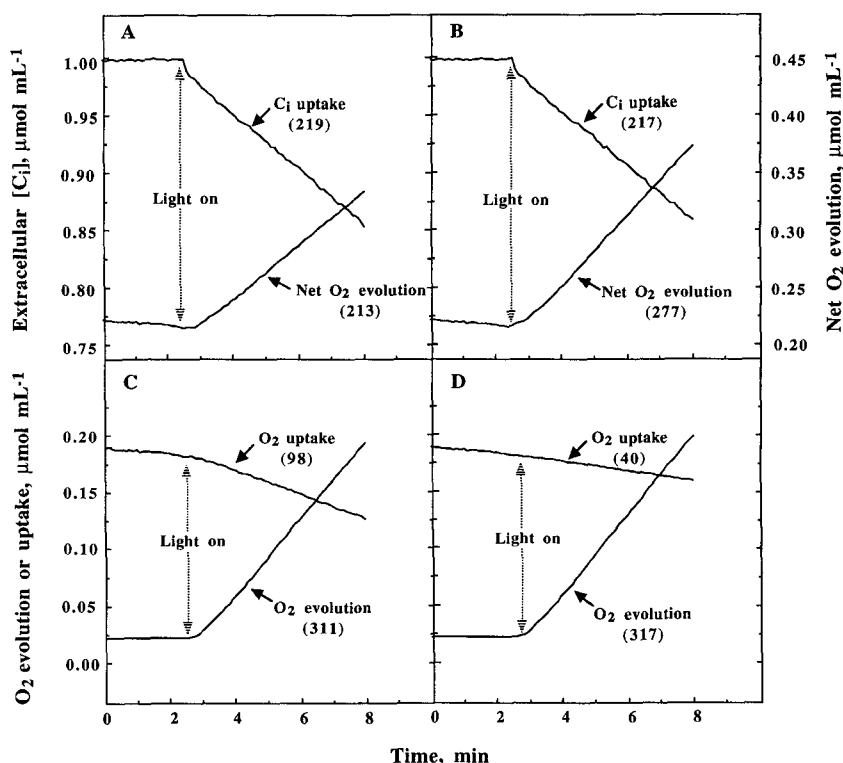 A
B
Extracellular [Ci], µmol mL-1
1.00
0.95
0.90
0.85
0.80
0.75
Ci uptake
(219)
Light on
Net O2 evolution
(213)
Ci uptake
(217)
Light on
Net O2 evolution
(277)
0.45
0.40
0.35
0.30
0.25
0.20
Net O2 evolution, µmol mL-1
C
D
O2 evolution or uptake, µmol mL-1
0.20
0.15
0.10
0.05
0.00
O2 uptake
(98)
Light on
O2 evolution
(311)
O2 uptake
(40)
Light on
O2 evolution
(317)
0 2 4 6 8 0 2 4 6 8
Time, min